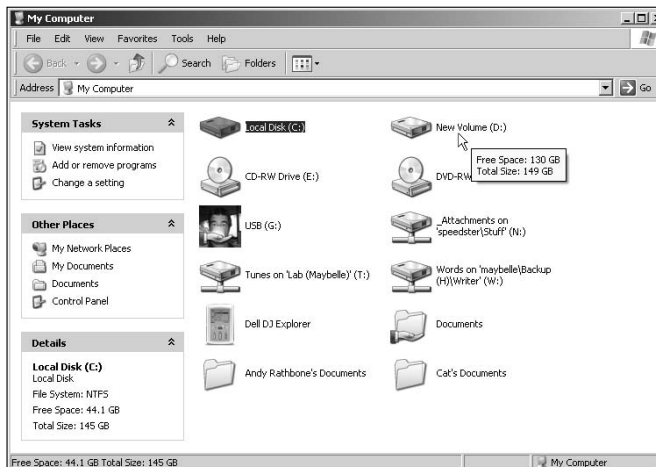 My Computer
File Edit View Favorites Tools Help
Back Search Folders
Address My Computer Go
System Tasks
View system information
Add or remove programs
Change a setting
Other Places
My Network Places
My Documents
Documents
Control Panel
Details
Local Disk (C:)
Local Disk
File System: NTFS
Free Space: 44.1 GB
Total Size: 145 GB
Local Disk (C:)
New Volume (D:)
Free Space: 130 GB
Total Size: 149 GB
CD-RW Drive (E:)
DVD-RW
USB (G:)
_Attachments on
'speedster\Stuff' (N:)
Tunes on 'Lab (Maybelle)' (T:)
Words on 'maybelle\Backup
(H)\Writer' (W:)
Dell DJ Explorer
Documents
Andy Rathbone's Documents
Cat's Documents
Free Space: 44.1 GB Total Size: 145 GB
My Computer